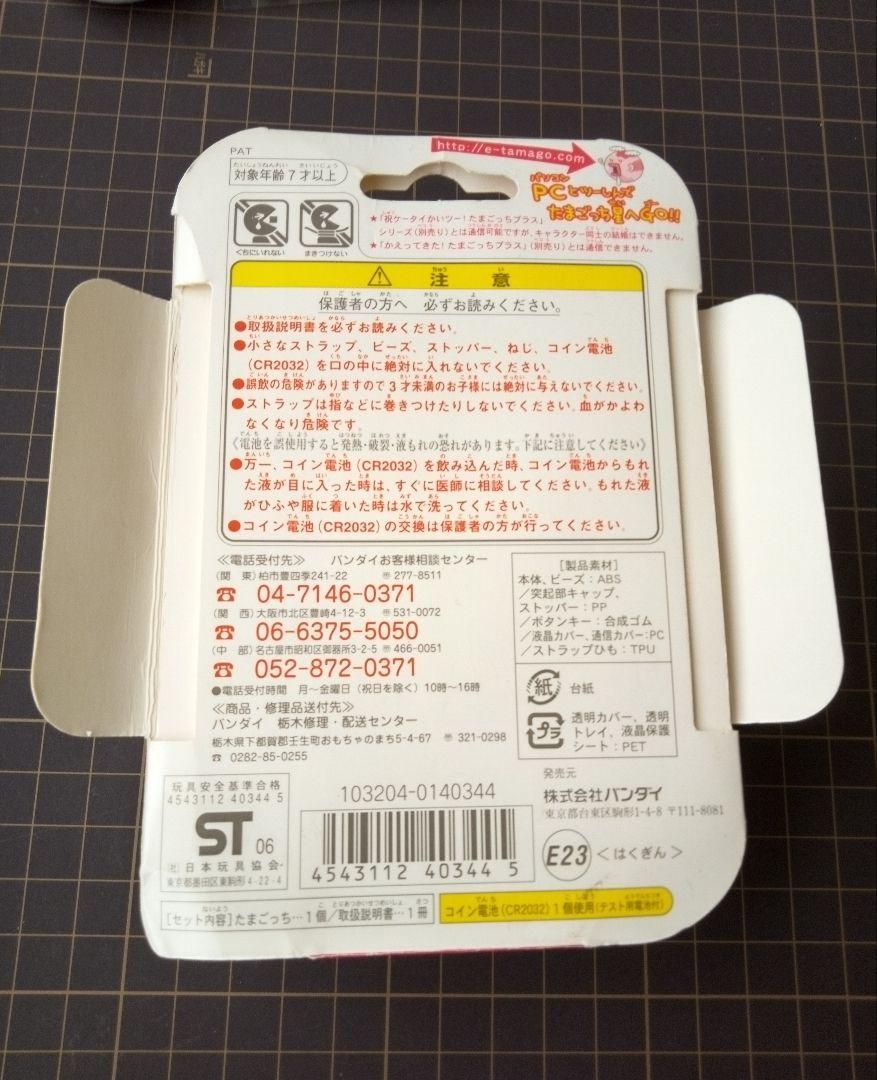 PAT
http://e-tamago.com
対象年齢7才以上
パソコン
PCとツーしんで
たまごっち星へGO!!
くちにいれない
まきつけない
★「祝ケータイかいツー!たまごっちプラス」
シリーズ(別売り)とは通信可能ですが、キャラクター同士の結婚はできません。
★「かえってきた!たまごっちプラス」(別売り)とは通信できません。
注意
保護者の方へ 必ずお読みください。
●取扱説明書を必ずお読みください。
●小さなストラップ、ビーズ、ストッパー、ねじ、コイン電池
(CR2032)を口の中に絶対に入れないでください。
●誤飲の危険がありますので3才未満のお子様には絶対に与えないでください。
●ストラップは指などに巻きつけたりしないでください。血がかよわ
なくなり危険です。
《電池を誤使用すると発熱・破裂・液もれの恐れがあります。下記に注意してください》
●万一、コイン電池(CR2032)を飲み込んだ時、コイン電池からもれ
た液が目に入った時は、すぐに医師に相談してください。もれた液
がひふや服に着いた時は水で洗ってください。
●コイン電池(CR2032)の交換は保護者の方が行ってください。
≪電話受付先≫ バンダイお客様相談センター
(関 東)柏市豊四季241-22 〠277-8511
☎ 04-7146-0371
(関 西)大阪市北区豊崎4-12-3 〠531-0072
☎ 06-6375-5050
(中 部)名古屋市昭和区御器所3-2-5 〠466-0051
☎ 052-872-0371
●電話受付時間 月〜金曜日(祝日を除く)10時〜16時
≪商品・修理品送付先≫
バンダイ 栃木修理・配送センター
栃木県下都賀郡壬生町おもちゃのまち5-4-67 〠321-0298
☎ 0282-85-0255
[製品素材]
本体、ビーズ:ABS
/突起部キャップ、
ストッパー:PP
/ボタンキー:合成ゴム
/液晶カバー、通信カバー:PC
/ストラップひも:TPU
紙 台紙
プラ 透明カバー、透明
トレイ、液晶保護
シート:PET
玩具安全基準合格
4543112 40344 5
ST 06
(社)日本玩具協会
東京都墨田区東駒形4-22-4
103204-0140344
4543112 403445
発売元
株式会社バンダイ
東京都台東区駒形1-4-8 〒111-8081
E23 <はくぎん>
[セット内容]たまごっち…1個/取扱説明書…1冊
コイン電池(CR2032)1個使用(テスト用電池付)